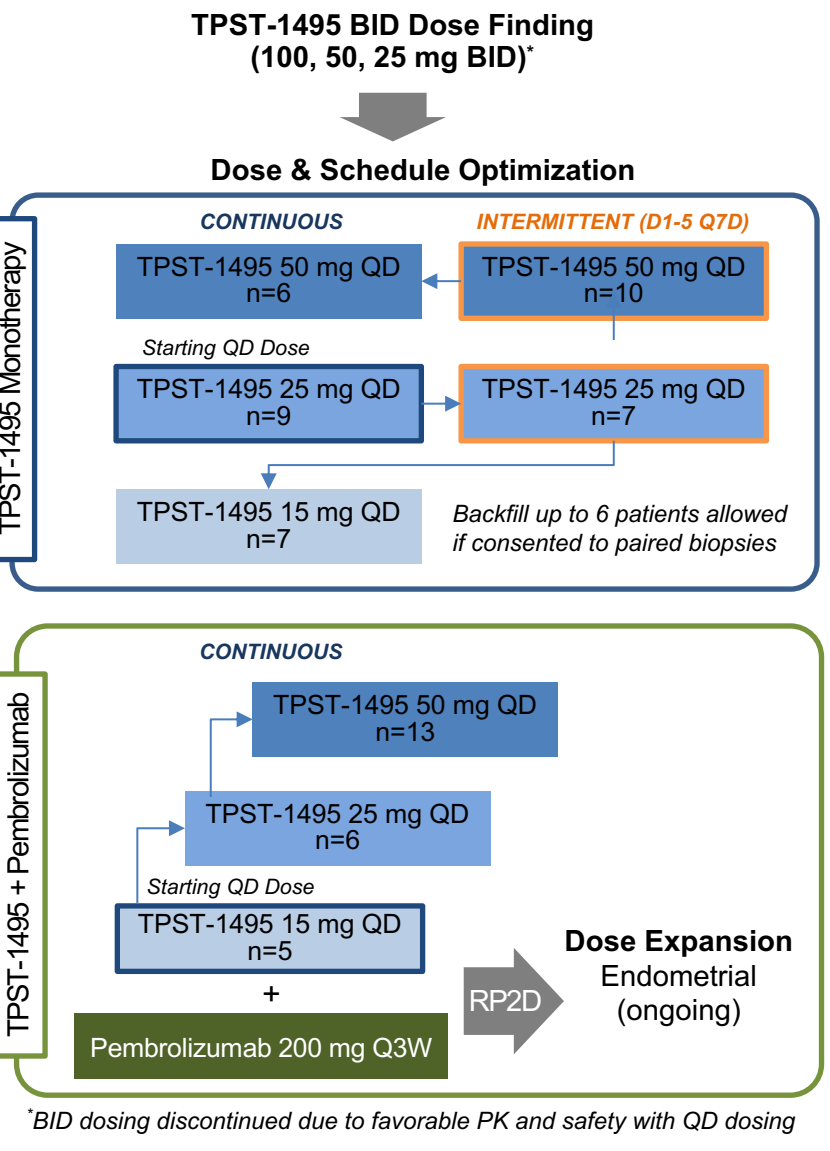 TPST-1495 BID Dose Finding
(100, 50, 25 mg BID)*
Dose & Schedule Optimization
TPST-1495 Monotherapy
CONTINUOUS
INTERMITTENT (D1-5 Q7D)
TPST-1495 50 mg QD
n=6
TPST-1495 50 mg QD
n=10
Starting QD Dose
TPST-1495 25 mg QD
n=9
TPST-1495 25 mg QD
n=7
TPST-1495 15 mg QD
n=7
Backfill up to 6 patients allowed
if consented to paired biopsies
TPST-1495 + Pembrolizumab
CONTINUOUS
TPST-1495 50 mg QD
n=13
TPST-1495 25 mg QD
n=6
Starting QD Dose
TPST-1495 15 mg QD
n=5
+
Pembrolizumab 200 mg Q3W
RP2D
Dose Expansion
Endometrial
(ongoing)
*BID dosing discontinued due to favorable PK and safety with QD dosing